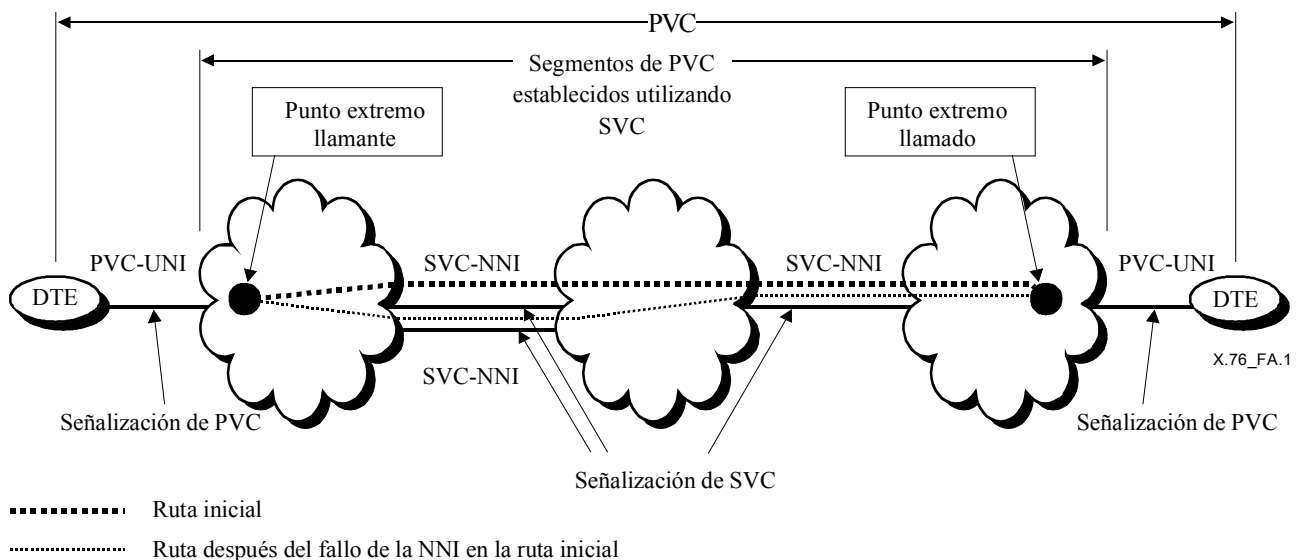 PVC
Segmentos de PVC
establecidos utilizando
SVC
Punto extremo
llamante
Punto extremo
llamado
PVC-UNI
SVC-NNI
SVC-NNI
PVC-UNI
DTE
DTE
X.76_FA.1
SVC-NNI
Señalización de PVC
Señalización de PVC
Señalización de SVC
Ruta inicial
Ruta después del fallo de la NNI en la ruta inicial